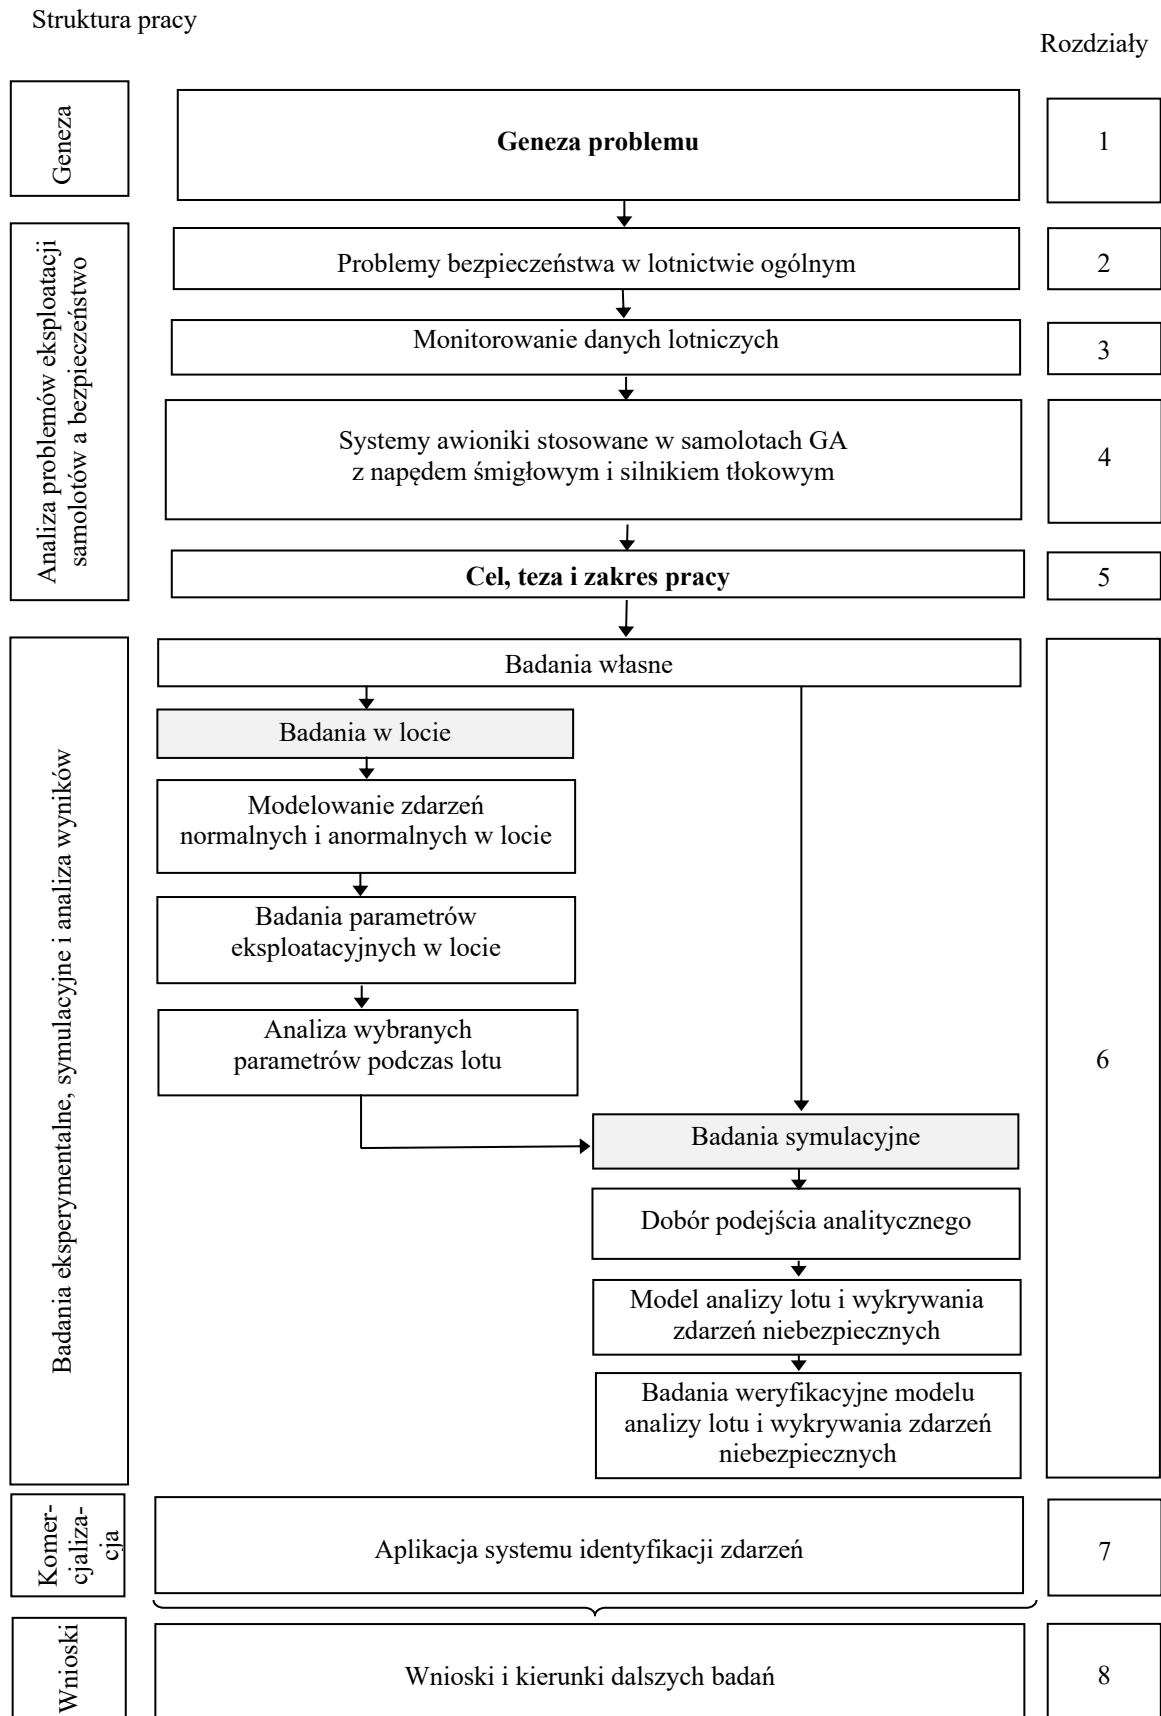 Struktura pracy
Rozdziały
Geneza
Geneza problemu
1
Analiza problemów eksploatacji
samolotów a bezpieczeństwo
Problemy bezpieczeństwa w lotnictwie ogólnym
2
Monitorowanie danych lotniczych
3
Systemy awioniki stosowane w samolotach GA
z napędem śmigłowym i silnikiem tłokowym
4
Cel, teza i zakres pracy
5
Badania eksperymentalne, symulacyjne i analiza wyników
Badania własne
Badania w locie
Modelowanie zdarzeń
normalnych i anormalnych w locie
Badania parametrów
eksploatacyjnych w locie
Analiza wybranych
parametrów podczas lotu
6
Badania symulacyjne
Dobór podejścia analitycznego
Model analizy lotu i wykrywania
zdarzeń niebezpiecznych
Badania weryfikacyjne modelu
analizy lotu i wykrywania zdarzeń
niebezpiecznych
Komer-
cjaliza-
cja
Aplikacja systemu identyfikacji zdarzeń
7
Wnioski
Wnioski i kierunki dalszych badań
8